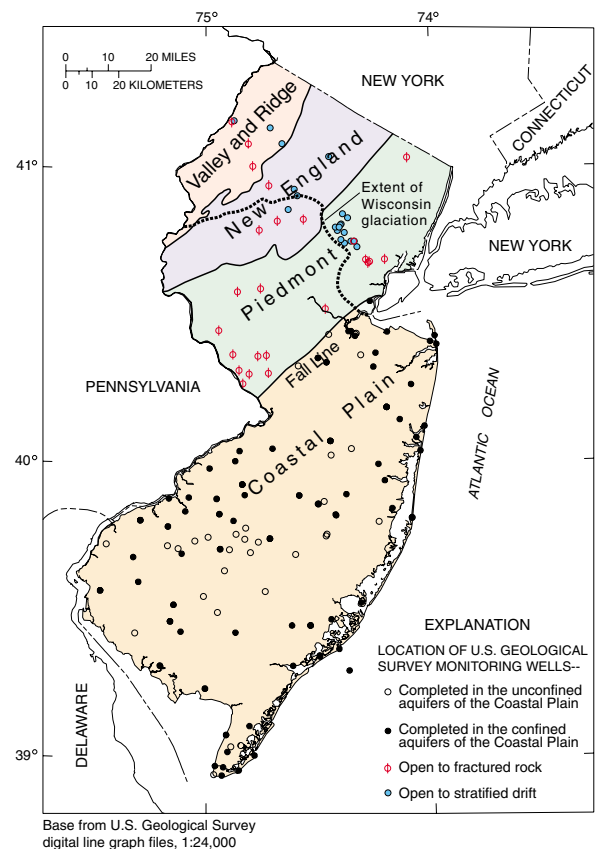 75°
74°
0 10 20 MILES
0 10 20 KILOMETERS
NEW YORK
CONNECTICUT
Valley and Ridge
41°
New England
Extent of
Wisconsin
glaciation
NEW YORK
Piedmont
Fall Line
PENNSYLVANIA
Coastal Plain
ATLANTIC OCEAN
40°
EXPLANATION
LOCATION OF U.S. GEOLOGICAL
SURVEY MONITORING WELLS--
Completed in the unconfined
aquifers of the Coastal Plain
Completed in the confined
aquifers of the Coastal Plain
Open to fractured rock
Open to stratified drift
DELAWARE
39°
75°
74°
Base from U.S. Geological Survey
digital line graph files, 1:24,000